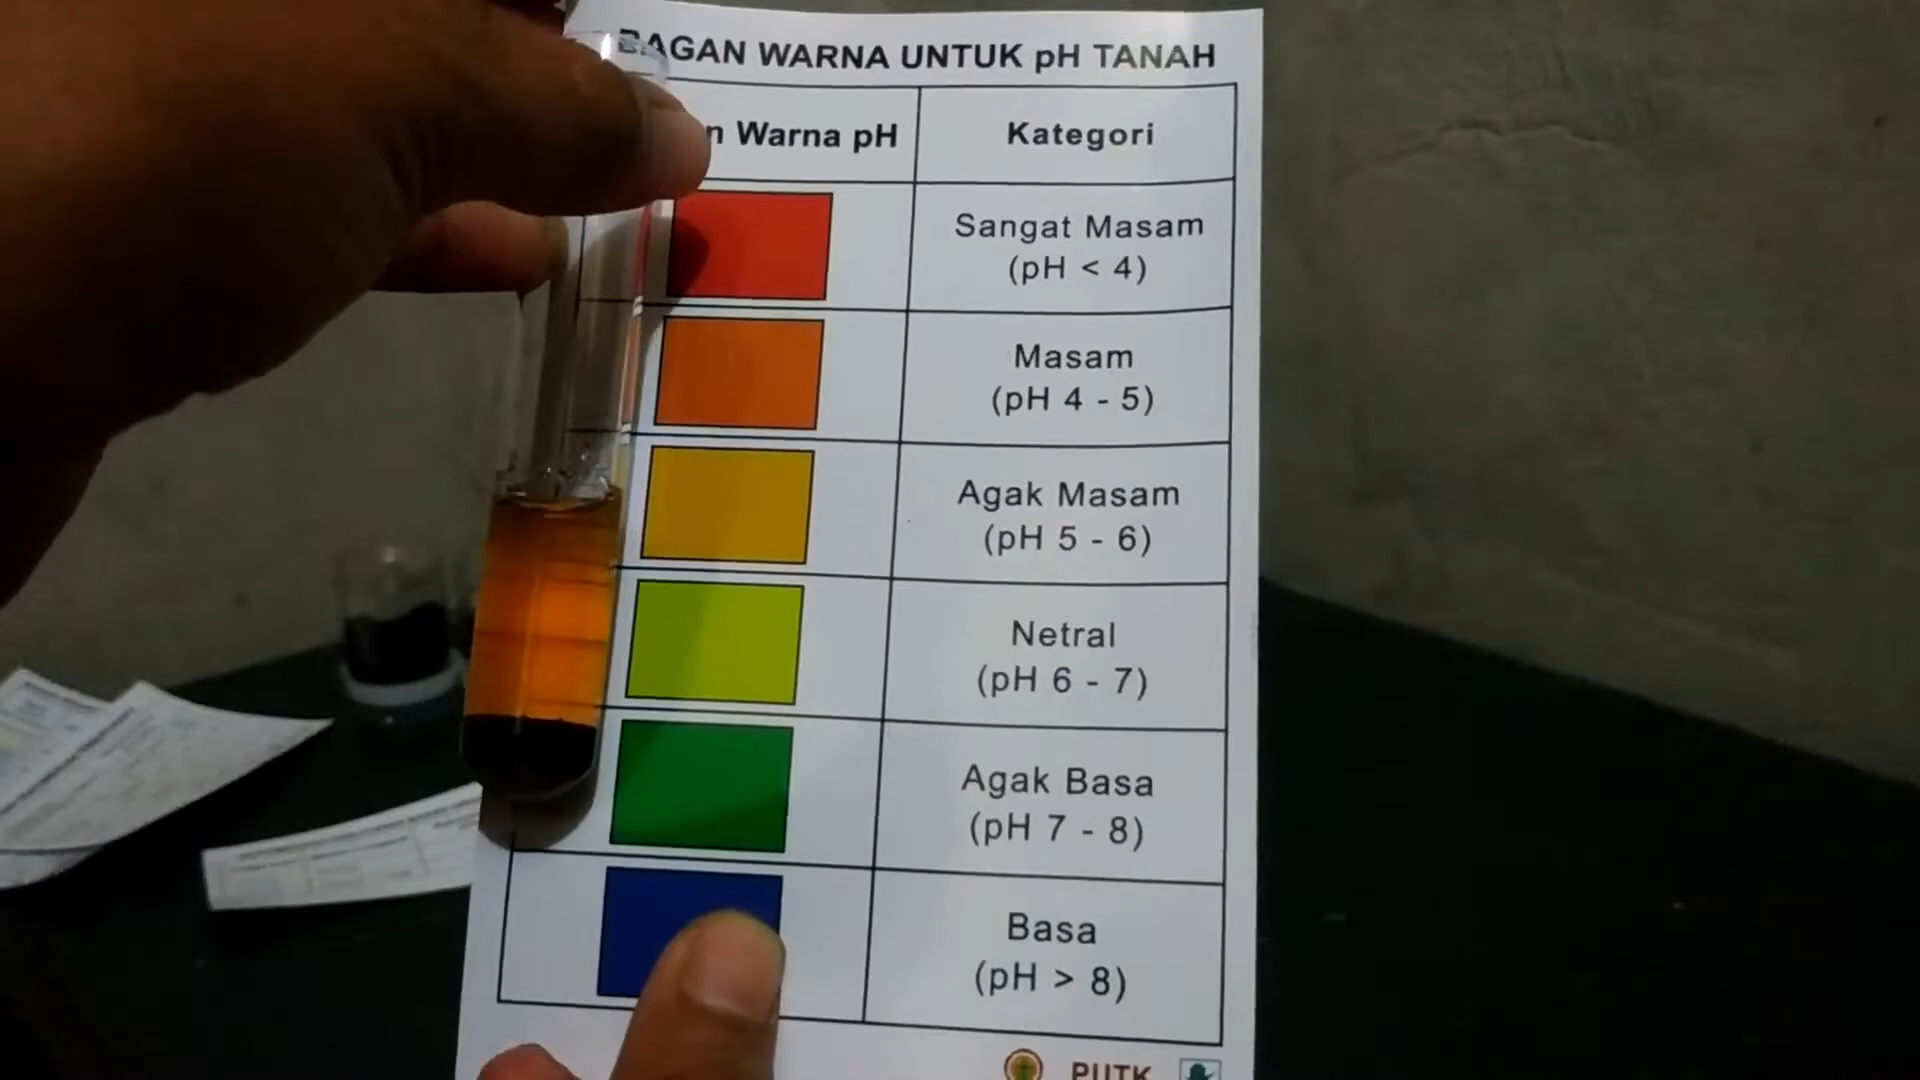 BAGAN WARNA UNTUK pH TANAH
Warna pH
Kategori
Sangat Masam
(pH < 4)
Masam
(pH 4 - 5)
Agak Masam
(pH 5 - 6)
Netral
(pH 6 - 7)
Agak Basa
(pH 7 - 8)
Basa
(pH > 8)
PUTK